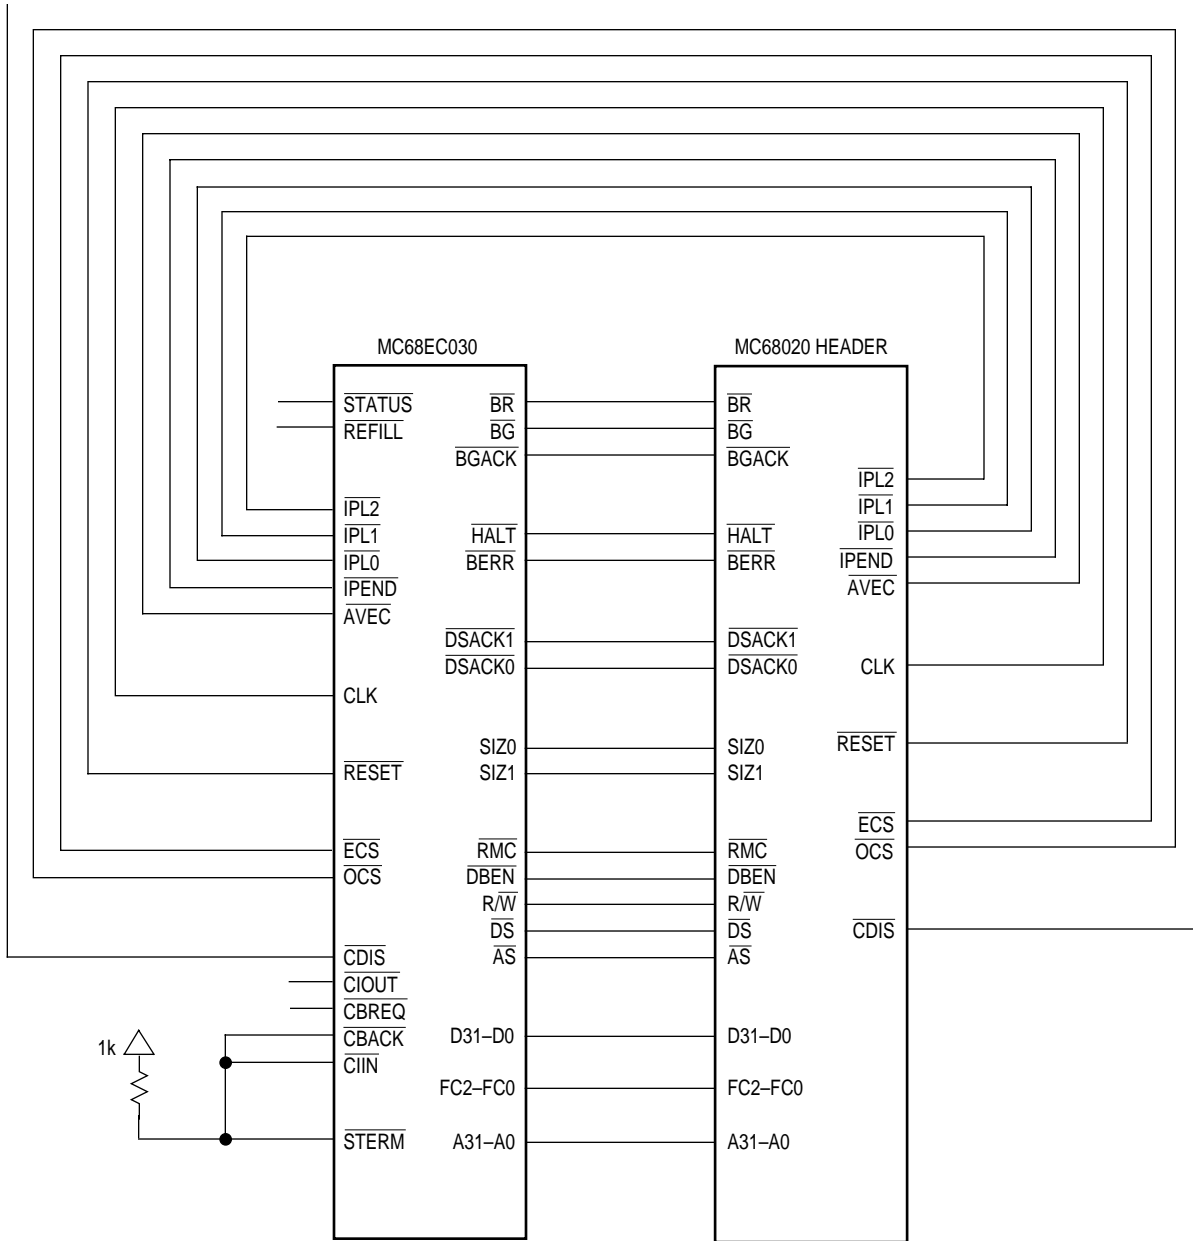 MC68EC030 MC68020 HEADER
STATUS BR BR
REFILL BG BG
BGACK BGACK
IPL2 IPL2
IPL1 HALT HALT IPL1
IPL0 BERR BERR IPL0
IPEND IPEND
AVEC AVEC
DSACK1 DSACK1
DSACK0 DSACK0 CLK
CLK
SIZ0 SIZ0 RESET
RESET SIZ1 SIZ1
ECS
ECS RMC RMC OCS
OCS DBEN DBEN
R/W R/W
DS DS CDIS
CDIS AS AS
CIOUT
CBREQ
CBACK D31–D0 D31–D0
1k
CIIN
FC2–FC0 FC2–FC0
STERM A31–A0 A31–A0